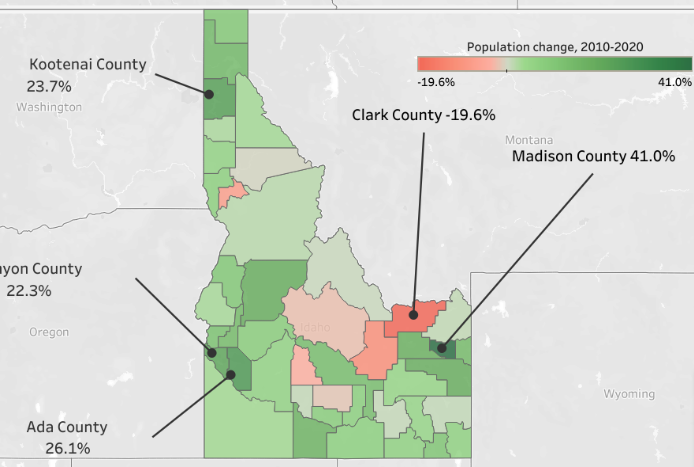 Population change, 2010-2020
-19.6% 41.0%
Kootenai County
23.7%
Washington
Clark County -19.6%
Montana
Madison County 41.0%
nyon County
22.3%
Idaho
Oregon
Wyoming
Ada County
26.1%